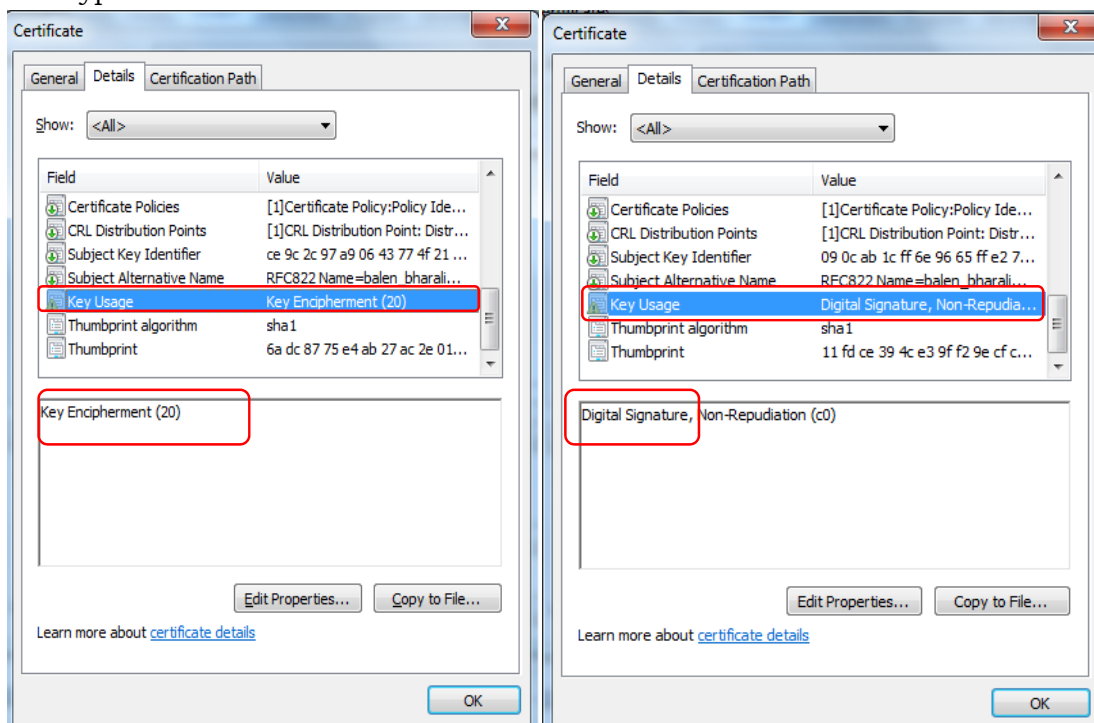 Certificate
General Details Certification Path
Show: <All>
Field Value
Certificate Policies [1]Certificate Policy:Policy Ide...
CRL Distribution Points [1]CRL Distribution Point: Distr...
Subject Key Identifier ce 9c 2c 97 a9 06 43 77 4f 21 ...
Subject Alternative Name RFC822 Name=balen_bharali...
Key Usage Key Encipherment (20)
Thumbprint algorithm sha1
Thumbprint 6a dc 87 75 e4 ab 27 ac 2e 01...
Key Encipherment (20)
Edit Properties... Copy to File...
Learn more about certificate details
OK
Certificate
General Details Certification Path
Show: <All>
Field Value
Certificate Policies [1]Certificate Policy:Policy Ide...
CRL Distribution Points [1]CRL Distribution Point: Distr...
Subject Key Identifier 09 0c ab 1c ff 6e 96 65 ff e2 7...
Subject Alternative Name RFC822 Name=balen_bharali...
Key Usage Digital Signature, Non-Repudia...
Thumbprint algorithm sha1
Thumbprint 11 fd ce 39 4c e3 9f f2 9e cf c...
Digital Signature, Non-Repudiation (c0)
Edit Properties... Copy to File...
Learn more about certificate details
OK